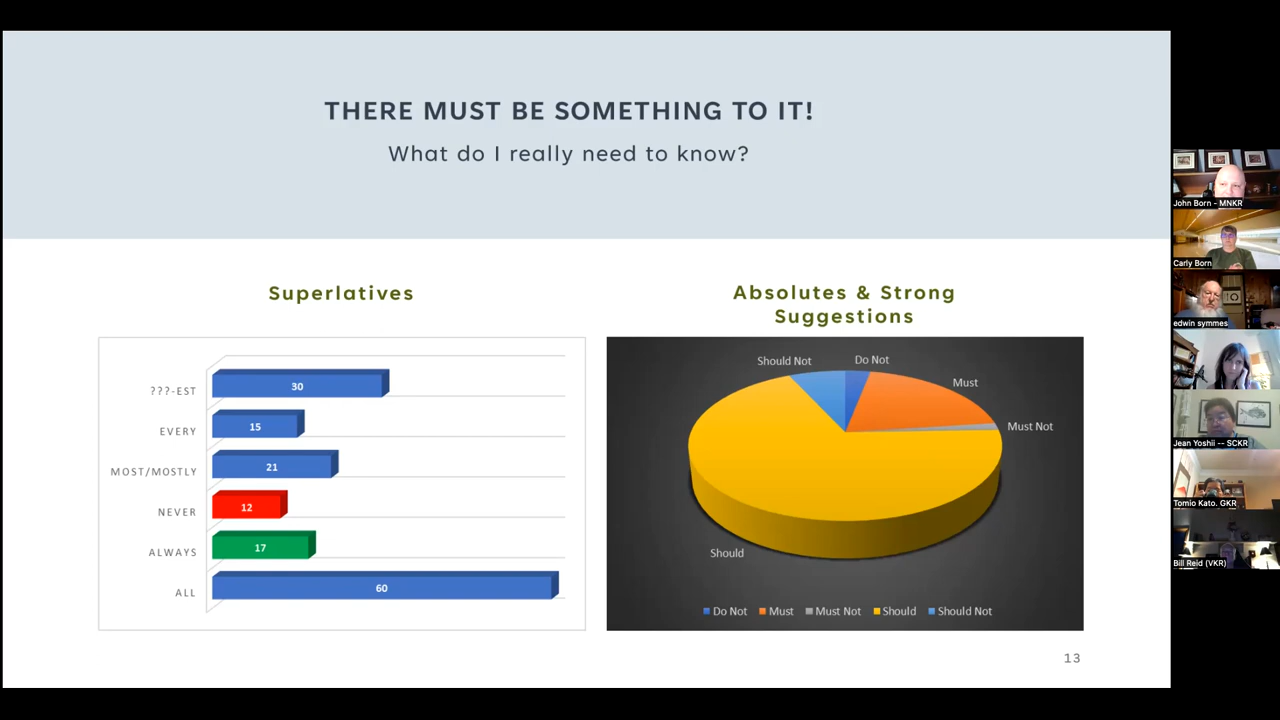 THERE MUST BE SOMETHING TO IT!
What do I really need to know?
Superlatives
???-EST
30
EVERY
15
MOST/MOSTLY
21
NEVER
12
ALWAYS
17
ALL
60
Absolutes & Strong
Suggestions
Should Not
Do Not
Must
Must Not
Should
Do Not
Must
Must Not
Should
Should Not
13
John Born - MNKR
Carly Born
edwin symmes
Jean Yoshii -- SCKR
Tomio Kato. GKR
Bill Reid (VKR)